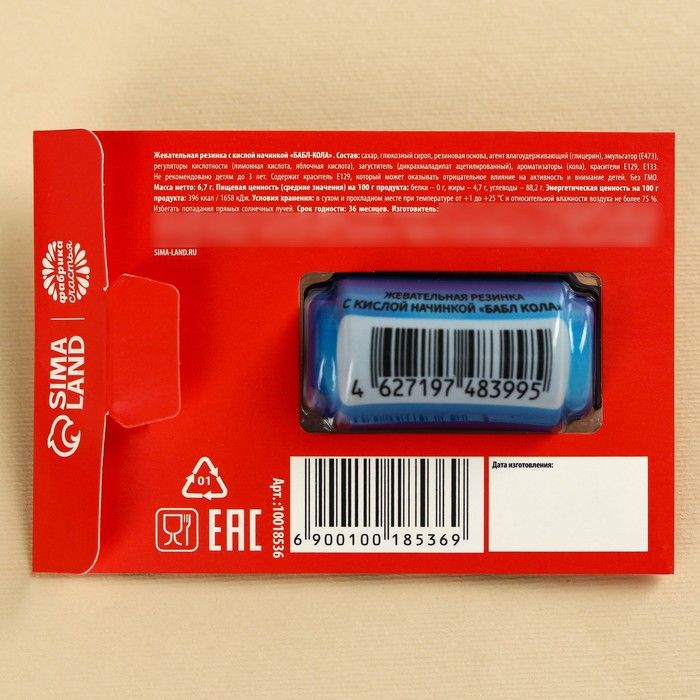 Жевательная резинка с кислой начинкой «БАБЛ-КОЛА». Состав: сахар, глюкозный сироп, резиновая основа, агент влагоудерживающий (глицерин), эмульгатор (E473),
регуляторы кислотности (лимонная кислота, яблочная кислота), загуститель (дикрахмаладипат ацетилированный), ароматизаторы (кола), красители E129, E133.
Не рекомендовано детям до 3 лет. Содержит краситель E129, который может оказывать отрицательное влияние на активность и внимание детей. Без ГМО.
Масса нетто: 6,7 г. Пищевая ценность (средние значения) на 100 г продукта: белки – 0 г, жиры – 4,7 г, углеводы – 88,2 г. Энергетическая ценность на 100 г
продукта: 396 ккал / 1658 кДж. Условия хранения: в сухом и прохладном месте при температуре от +1 до +25 °С и относительной влажности воздуха не более 75 %.
Избегать попадания прямых солнечных лучей. Срок годности: 36 месяцев. Изготовитель:
SIMA-LAND.RU
фабрика
счастья
SIMA
LAND
ЖЕВАТЕЛЬНАЯ РЕЗИНКА
С КИСЛОЙ НАЧИНКОЙ «БАБЛ КОЛА»
4 627197 483995
01
EAC
Арт.:10018536
6 900100 185369
Дата изготовления: